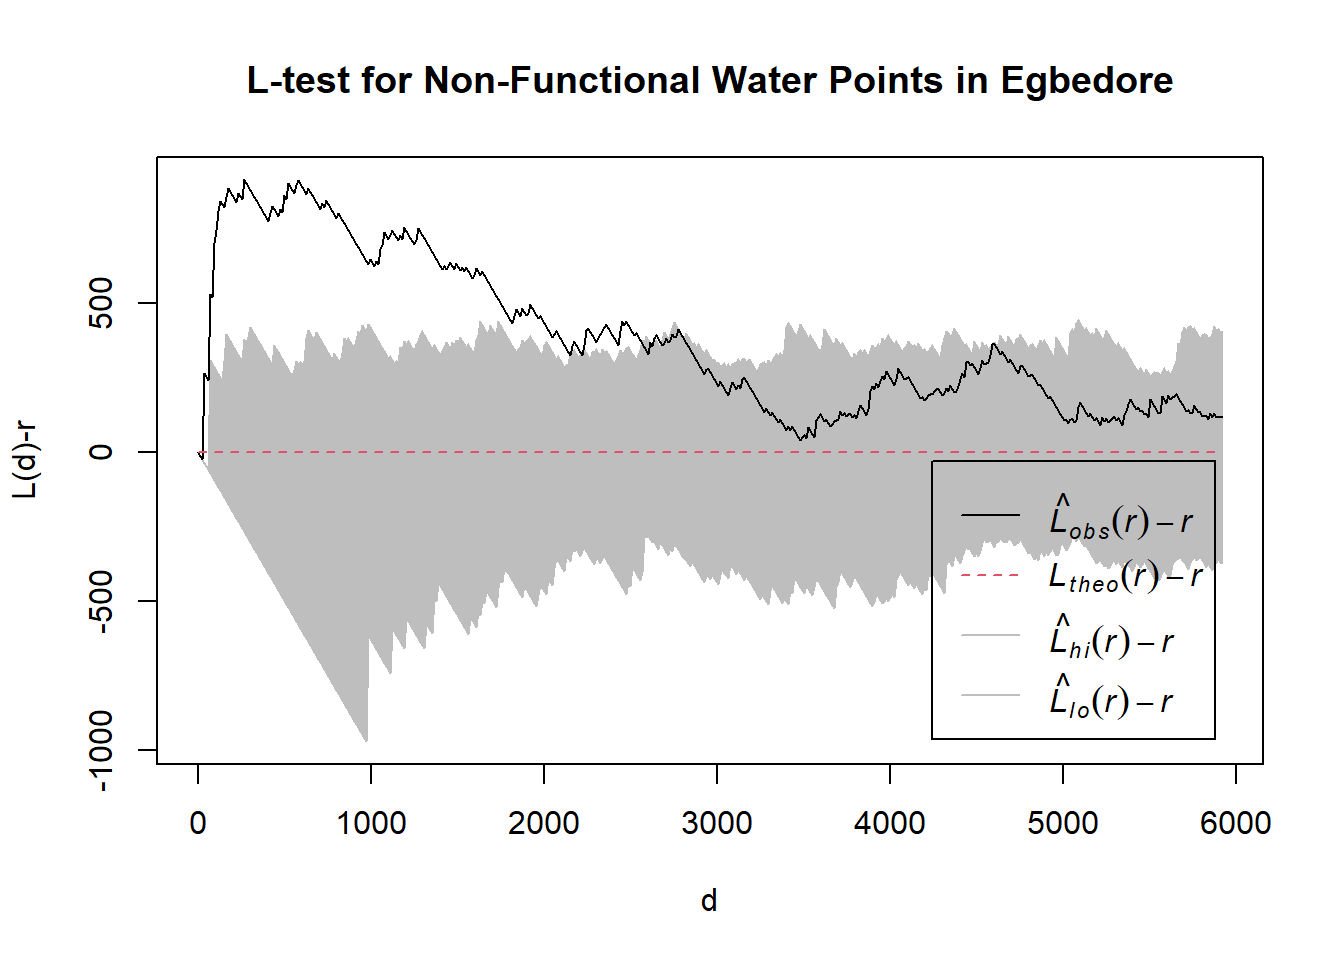 L-test for Non-Functional Water Points in Egbedore
L(d)-r
500
0
-500
-1000
0 1000 2000 3000 4000 5000 6000
d
L̂obs(r) − r
Ltheo(r) − r
L̂hi(r) − r
L̂lo(r) − r